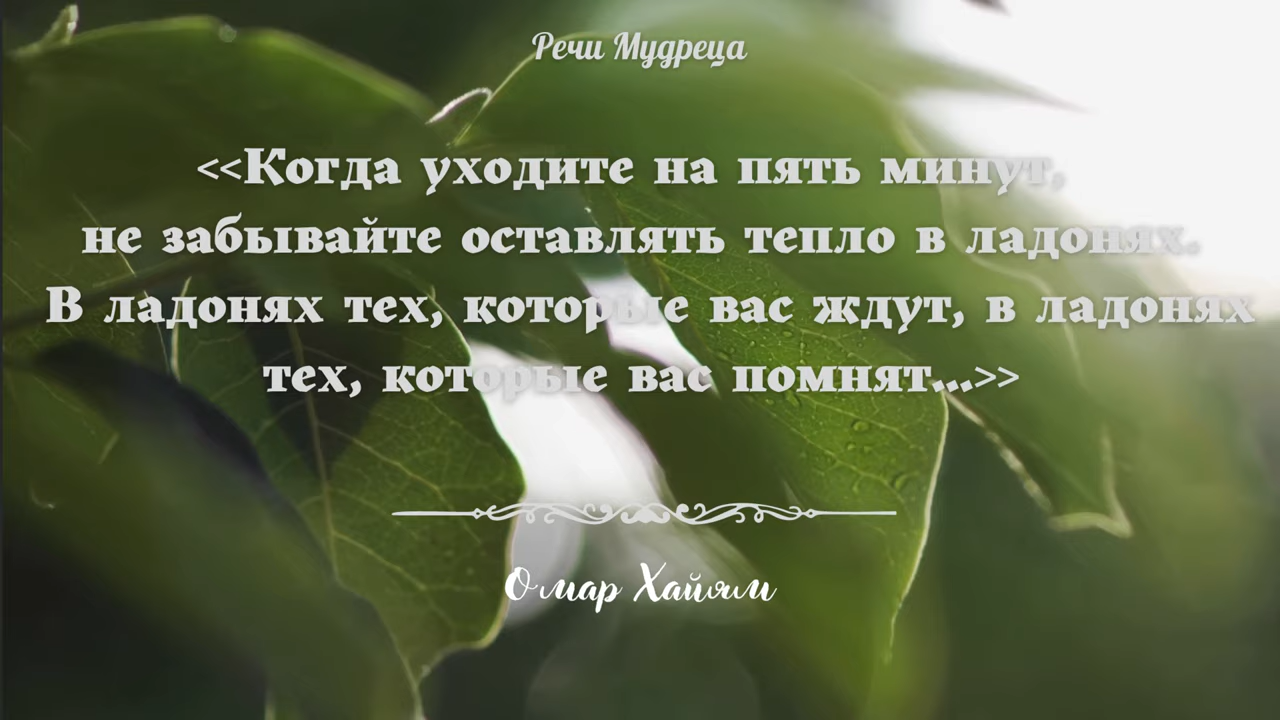 Речи Мудреца
<<Когда уходите на пять минут,
не забывайте оставлять тепло в ладонях.
В ладонях тех, которые вас ждут, в ладонях
тех, которые вас помнят...>>
Омар Хайям